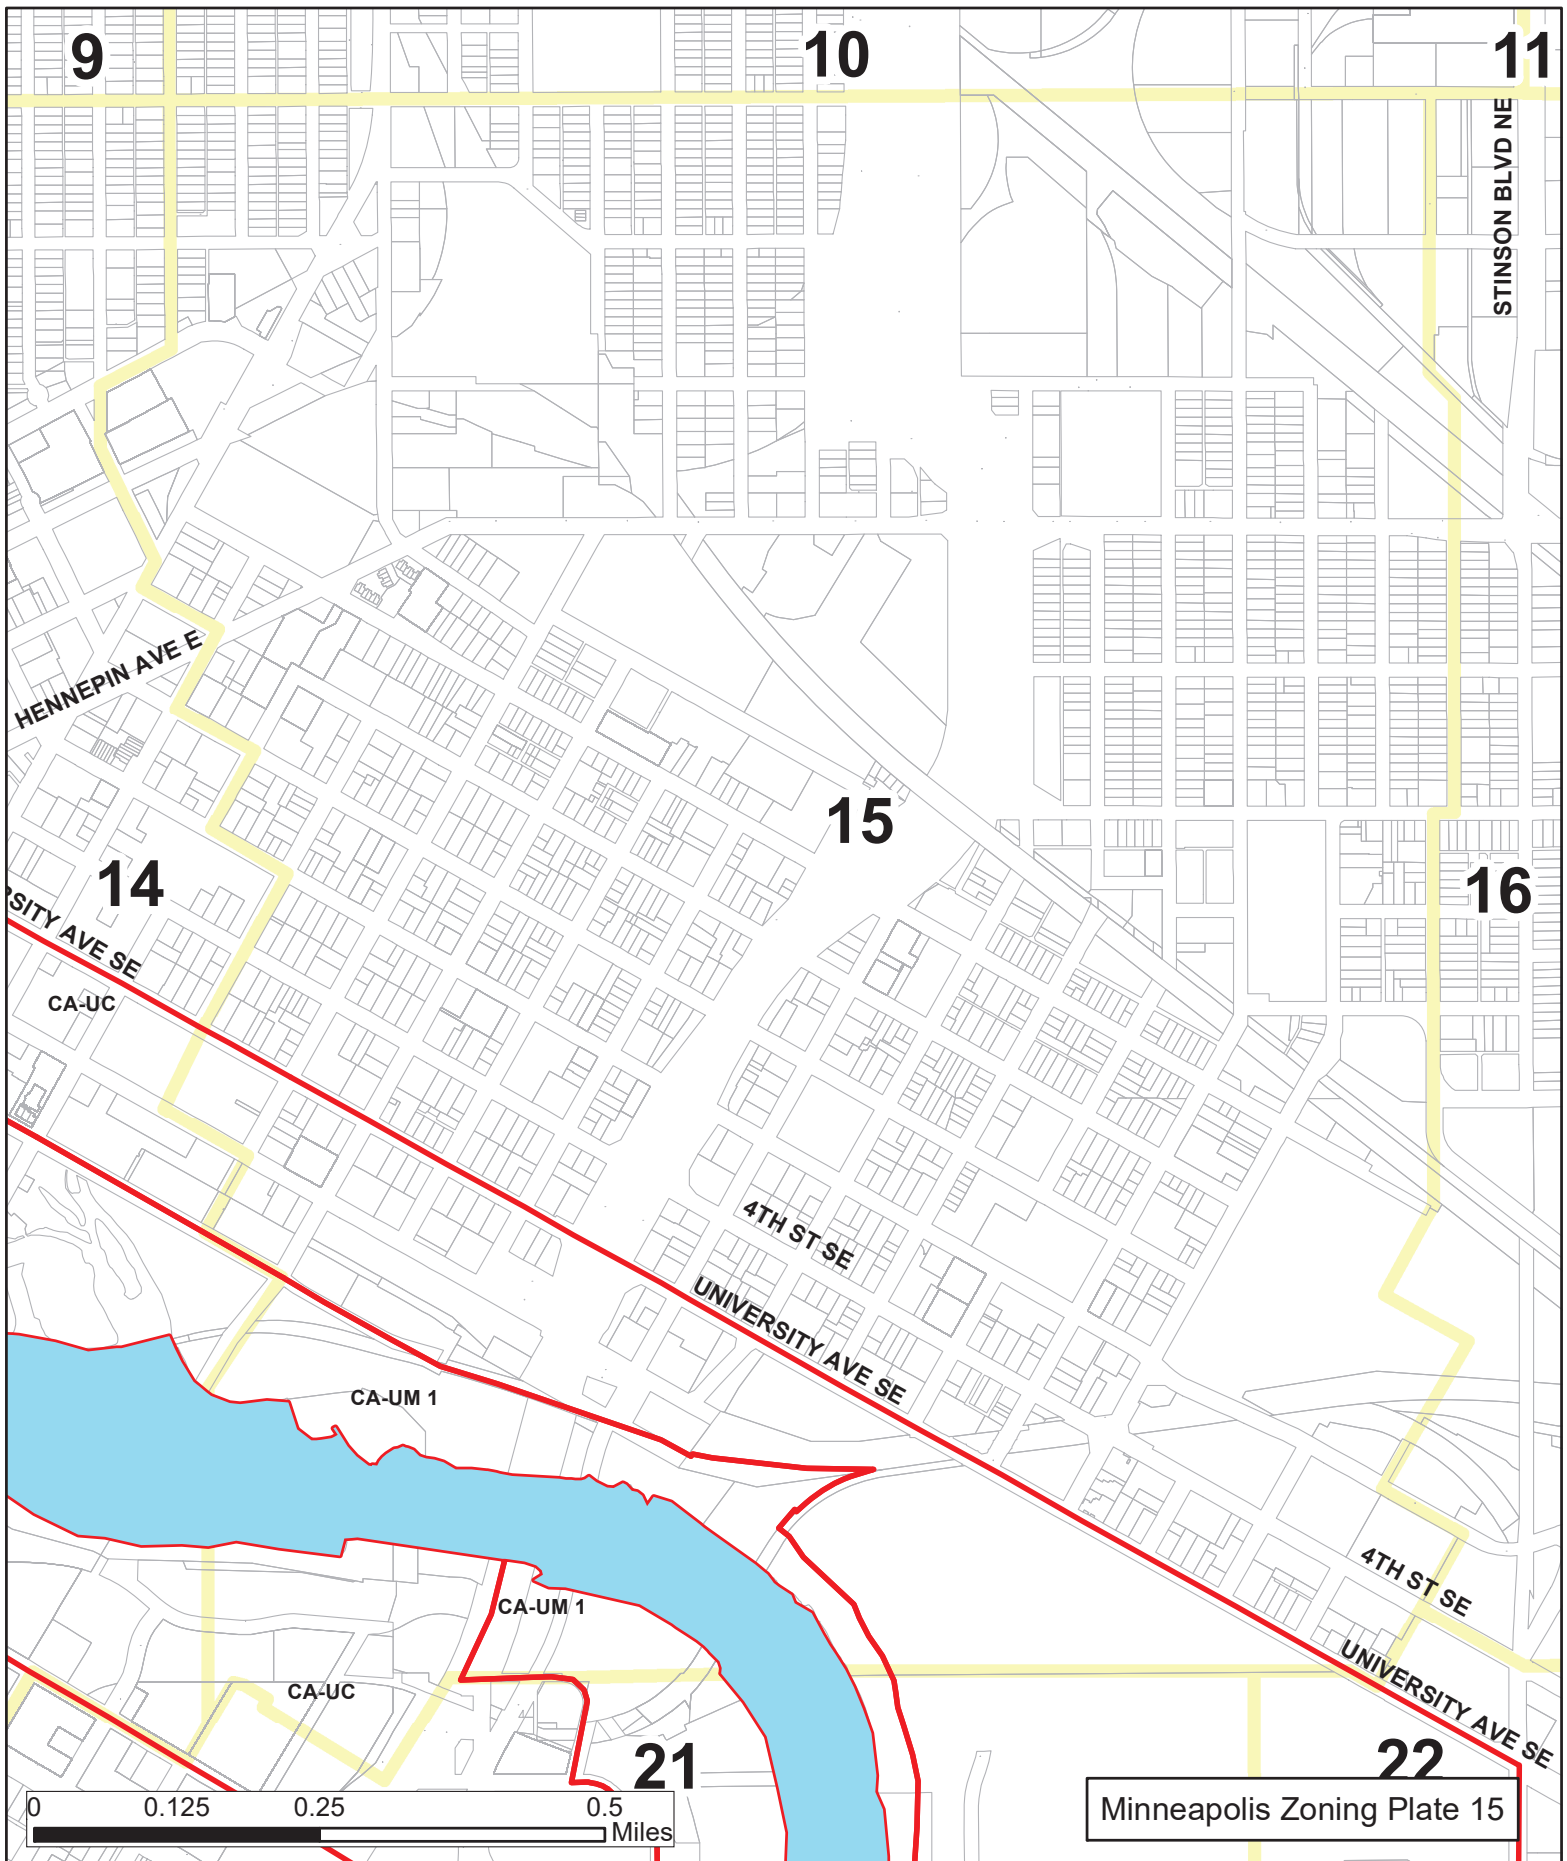 9
10
11
STINSON BLVD NE
HENNEPIN AVE E
15
14
16
RSITY AVE SE
CA-UC
4TH ST SE
UNIVERSITY AVE SE
CA-UM 1
4TH ST SE
CA-UM 1
UNIVERSITY AVE SE
CA-UC
21
22
0 0.125 0.25 0.5
Miles
Minneapolis Zoning Plate 15